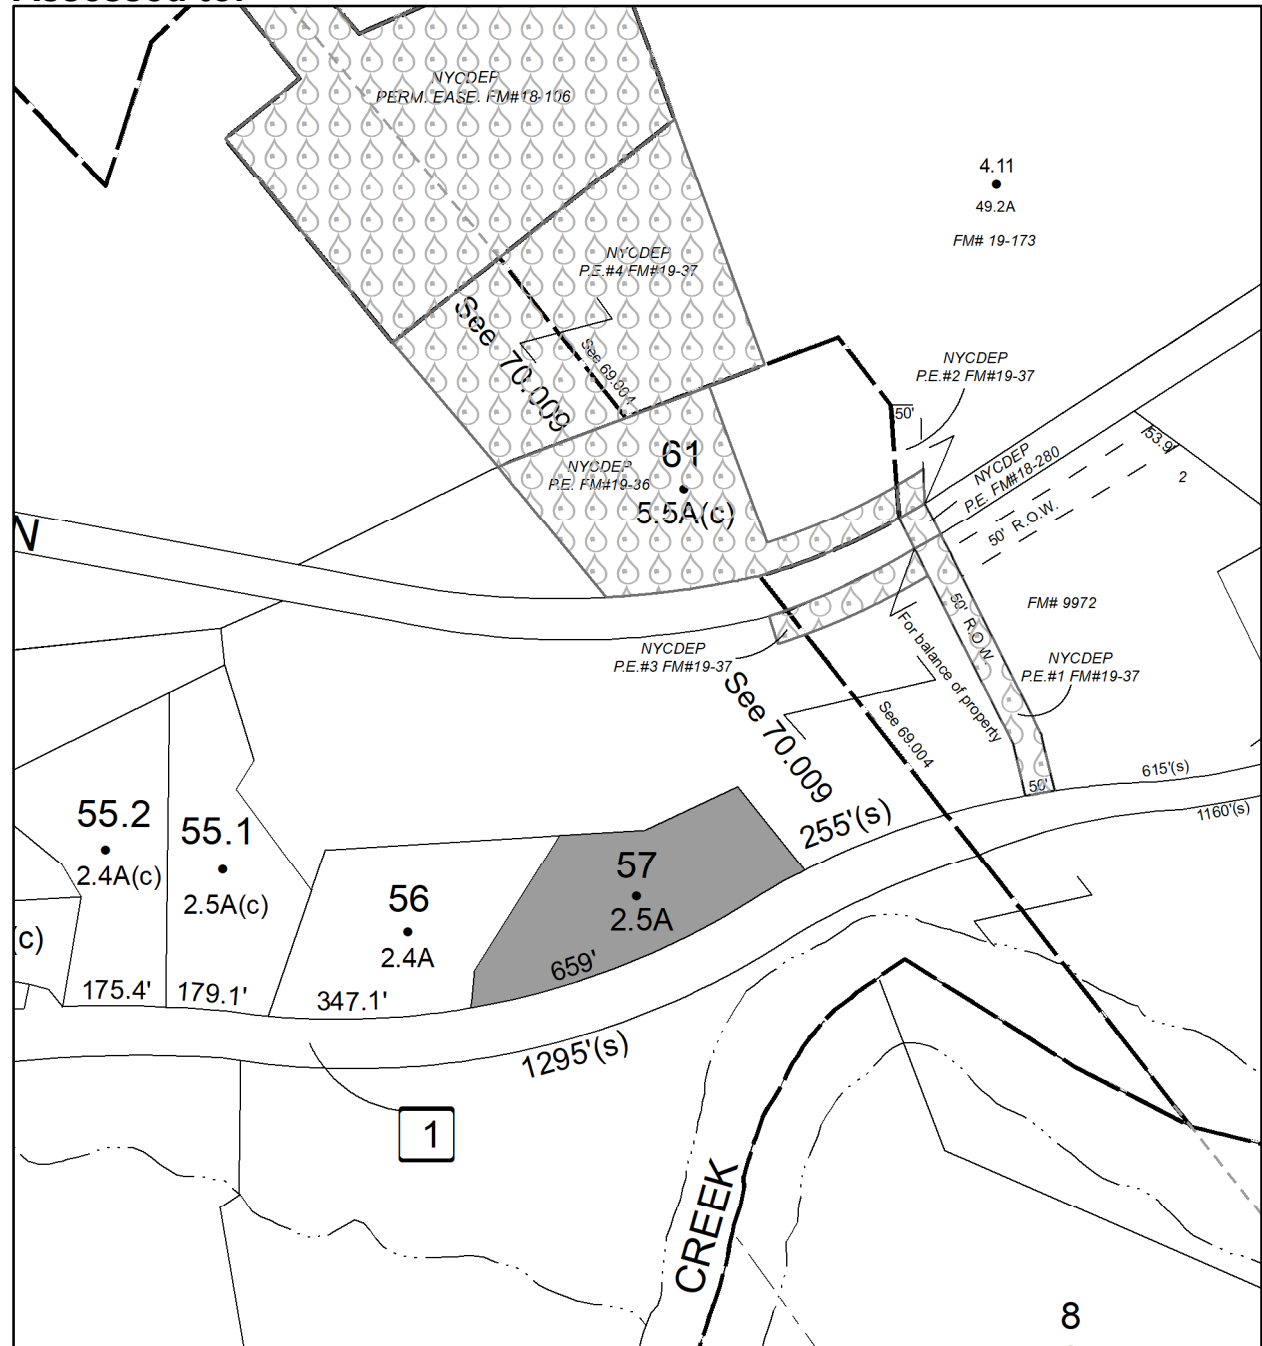 Assessed to:
NYCDEP
PERM. EASE. FM#18-106
4.11
49.2A
FM# 19-173
NYCDEP
P.E.#4 FM#19-37
See 70.009
See 69.004
NYCDEP
P.E.#2 FM#19-37
50'
61
5.5A(c)
NYCDEP
P.E. FM#19-36
NYCDEP
P.E. FM#18-280
53.9'
2
50' R.O.W.
N
FM# 9972
50' R.O.W.
For balance of property
NYCDEP
P.E.#3 FM#19-37
NYCDEP
P.E.#1 FM#19-37
See 70.009
See 69.004
50'
615'(s)
1160'(s)
255'(s)
55.2
2.4A(c)
55.1
2.5A(c)
56
2.4A
57
2.5A
(c)
175.4'
179.1'
347.1'
659'
1295'(s)
1
CREEK
8